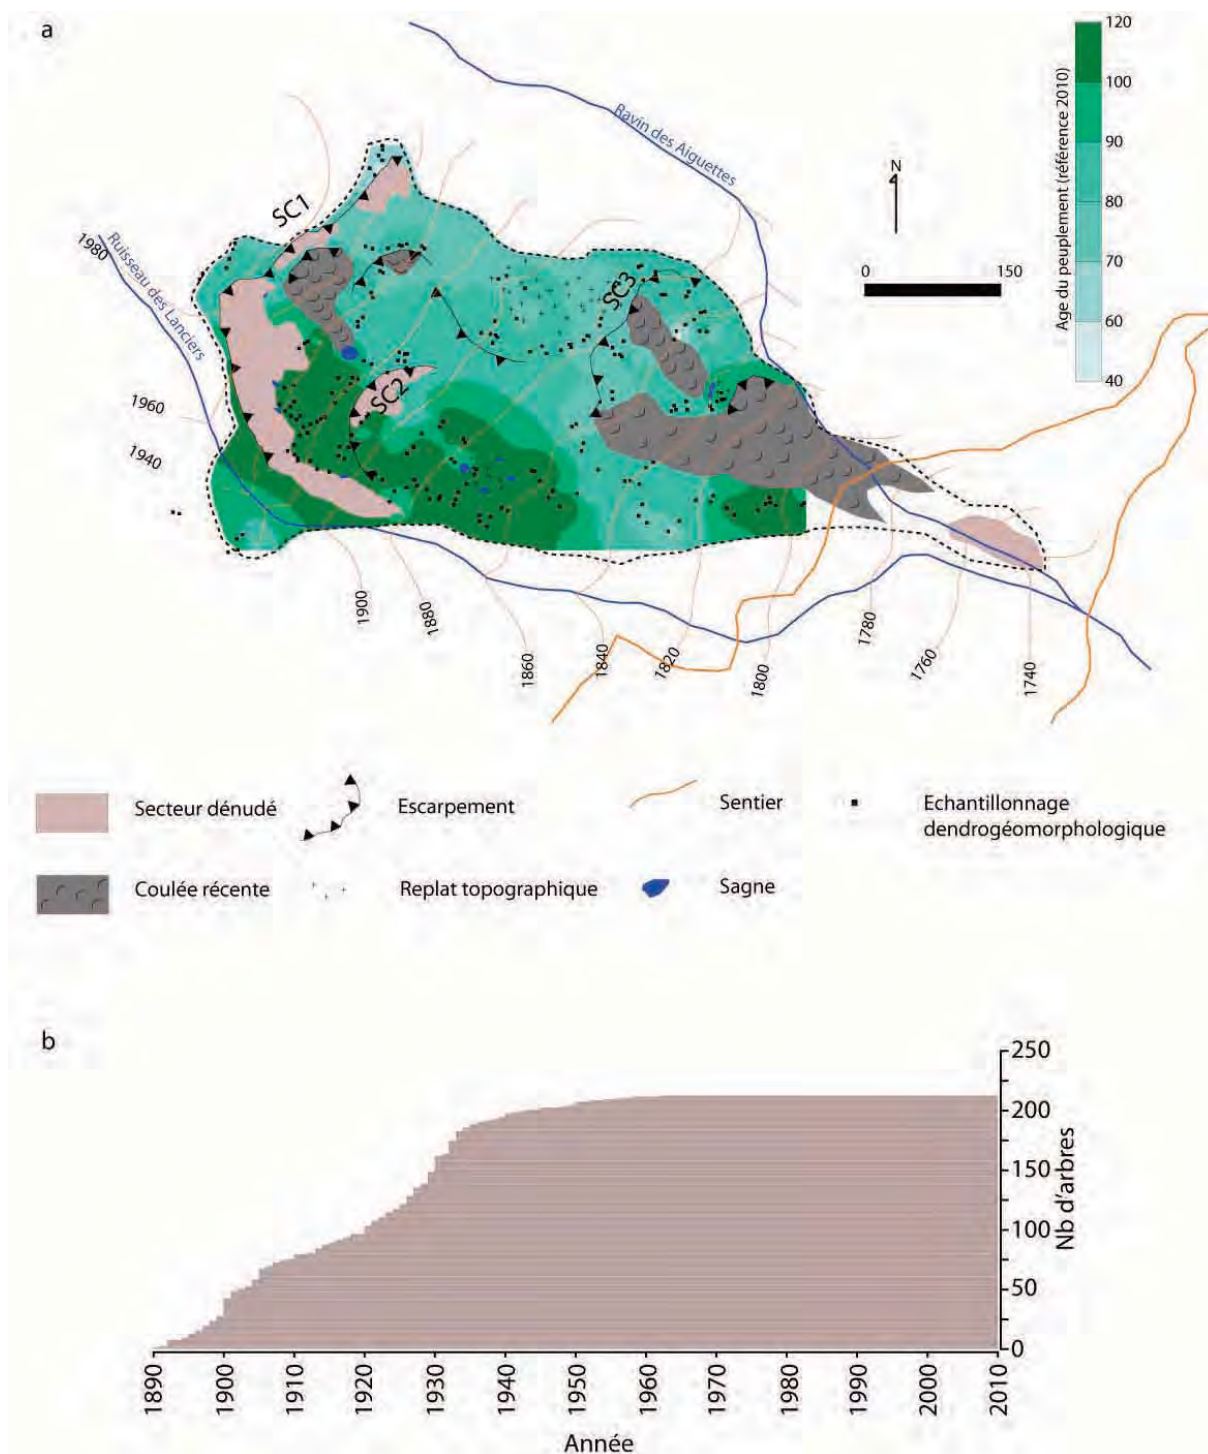 a
120
100
90
80
70
60
40
Age du peuplement (référence 2010)
Ravin des Aiguettes
N
0 150
SC1
Ruisseau des Lanciers
1980
SC3
SC2
1960
1940
1900
1880
1860
1840
1820
1800
1780
1760
1740
Secteur dénudé
Escarpement
Sentier
Echantillonnage
dendrogéomorphologique
Coulée récente
Replat topographique
Sagne
b
250
200
150
100
50
0
Nb d'arbres
18890
19900
1910
1920
1930
1940
1950
1960
1970
1980
1990
2000
2010
Année